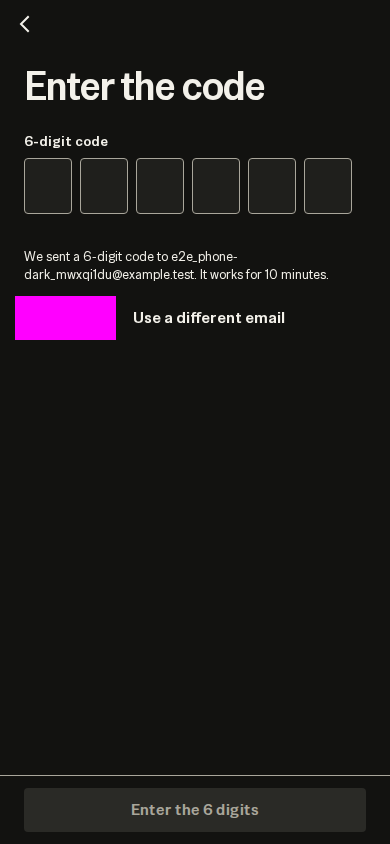 Enter the code
6-digit code
We sent a 6-digit code to e2e_phone-
dark_mwxqi1du@example.test. It works for 10 minutes.
Use a different email
Enter the 6 digits